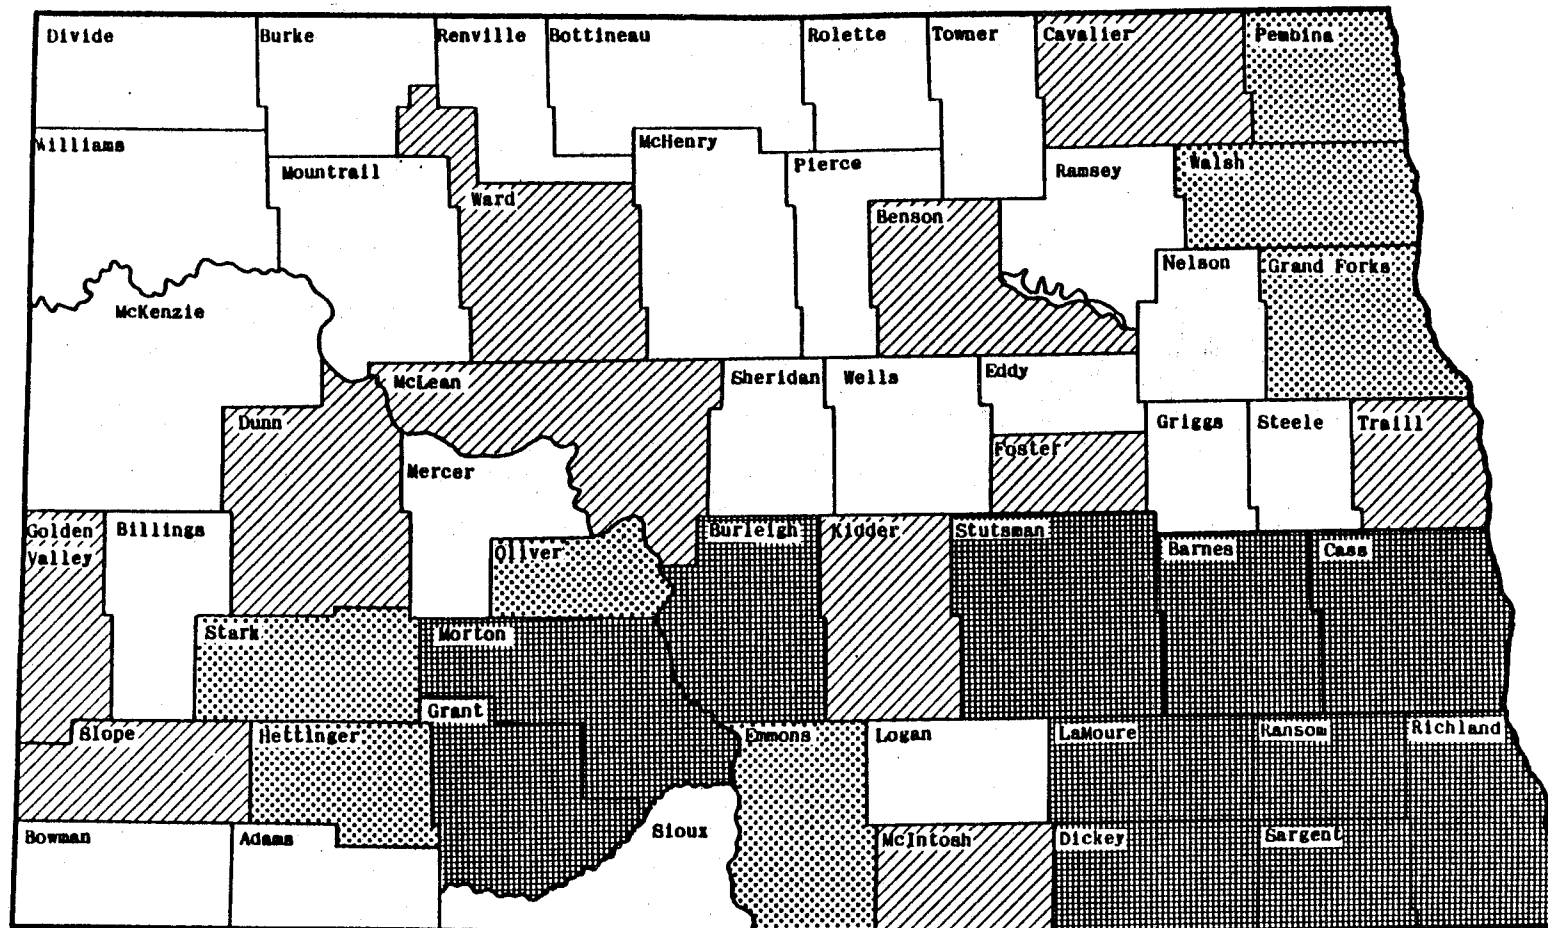 Divide
Burke
Renville
Bottineau
Rolette
Towner
Cavalier
Pembina
Williams
Mountrail
Ward
McHenry
Pierce
Benson
Ramsey
Walsh
Nelson
Grand Forks
McKenzie
McLean
Sheridan
Wells
Eddy
Dunn
Mercer
Foster
Griggs
Steele
Traill
Golden
Valley
Billings
Oliver
Burleigh
Kidder
Stutsman
Barnes
Cass
Stark
Morton
Grant
Slope
Hettinger
Emmons
Logan
LaMoure
Ransom
Richland
Bowman
Adams
Sioux
McIntosh
Dickey
Sargent